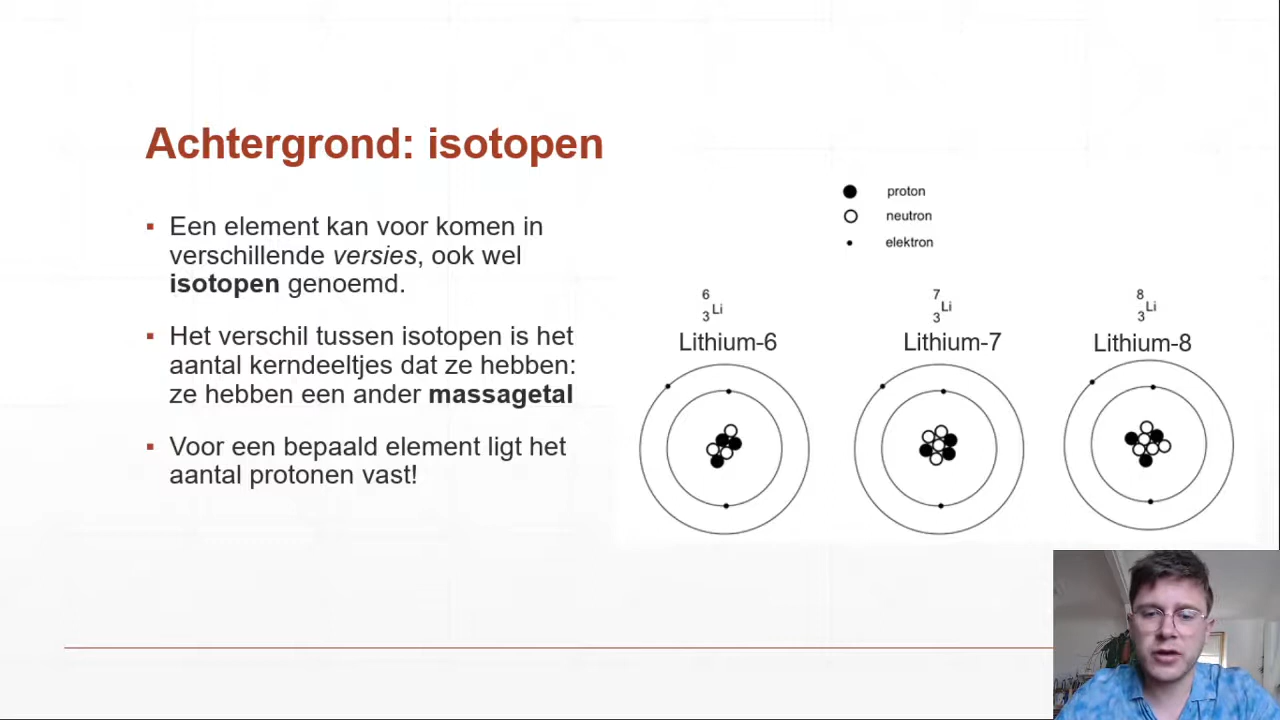 Achtergrond: isotopen
▪ Een element kan voor komen in
verschillende versies, ook wel
isotopen genoemd.
▪ Het verschil tussen isotopen is het
aantal kerndeeltjes dat ze hebben:
ze hebben een ander massagetal
▪ Voor een bepaald element ligt het
aantal protonen vast!
proton
neutron
elektron
6
3 Li
Lithium-6
7
3 Li
Lithium-7
8
3 Li
Lithium-8